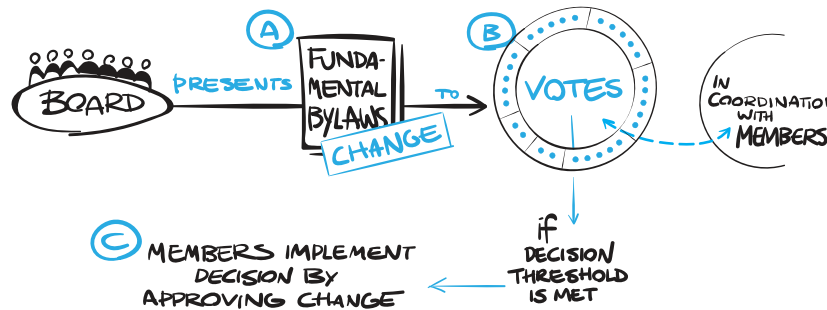 A
BOARD
PRESENTS
FUNDA-
MENTAL
BYLAWS
CHANGE
TO
B
VOTES
IN
COORDINATION
WITH
MEMBERS
if
DECISION
THRESHOLD
IS MET
C
MEMBERS IMPLEMENT
DECISION BY
APPROVING CHANGE